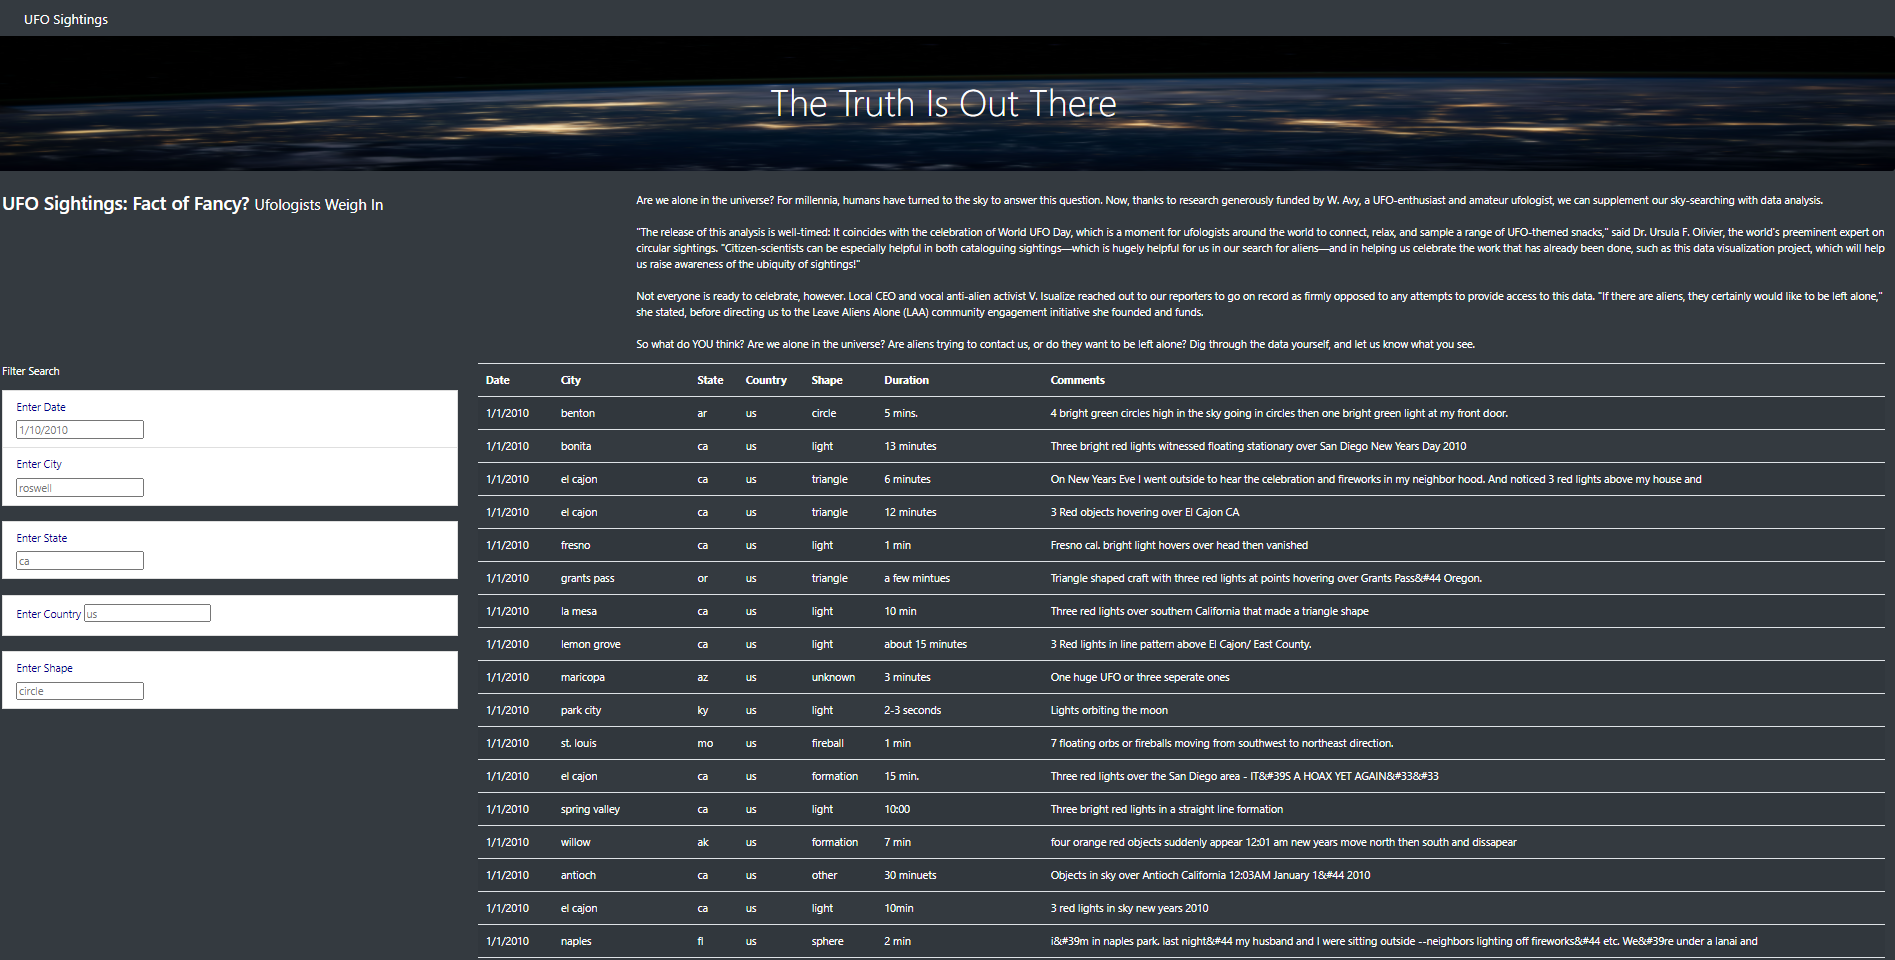 UFO Sightings
The Truth Is Out There
UFO Sightings: Fact of Fancy? Ufologists Weigh In
Are we alone in the universe? For millennia, humans have turned to the sky to answer this question. Now, thanks to research generously funded by W. Avy, a UFO-enthusiast and amateur ufologist, we can supplement our sky-searching with data analysis.
"The release of this analysis is well-timed: It coincides with the celebration of World UFO Day, which is a moment for ufologists around the world to connect, relax, and sample a range of UFO-themed snacks," said Dr. Ursula F. Olivier, the world's preeminent expert on
circular sightings. "Citizen-scientists can be especially helpful in both cataloguing sightings—which is hugely helpful for us in our search for aliens—and in helping us celebrate the work that has already been done, such as this data visualization project, which will help
us raise awareness of the ubiquity of sightings!"
Not everyone is ready to celebrate, however. Local CEO and vocal anti-alien activist V. Isualize reached out to our reporters to go on record as firmly opposed to any attempts to provide access to this data. "If there are aliens, they certainly would like to be left alone,"
she stated, before directing us to the Leave Aliens Alone (LAA) community engagement initiative she founded and funds.
So what do YOU think? Are we alone in the universe? Are aliens trying to contact us, or do they want to be left alone? Dig through the data yourself, and let us know what you see.
Filter Search
Enter Date
1/10/2010
Enter City
roswell
Enter State
ca
Enter Country us
Enter Shape
circle
Date City State Country Shape Duration Comments
1/1/2010 benton ar us circle 5 mins. 4 bright green circles high in the sky going in circles then one bright green light at my front door.
1/1/2010 bonita ca us light 13 minutes Three bright red lights witnessed floating stationary over San Diego New Years Day 2010
1/1/2010 el cajon ca us triangle 6 minutes On New Years Eve I went outside to hear the celebration and fireworks in my neighbor hood. And noticed 3 red lights above my house and
1/1/2010 el cajon ca us triangle 12 minutes 3 Red objects hovering over El Cajon CA
1/1/2010 fresno ca us light 1 min Fresno cal. bright light hovers over head then vanished
1/1/2010 grants pass or us triangle a few mintues Triangle shaped craft with three red lights at points hovering over Grants Pass&#44 Oregon.
1/1/2010 la mesa ca us light 10 min Three red lights over southern California that made a triangle shape
1/1/2010 lemon grove ca us light about 15 minutes 3 Red lights in line pattern above El Cajon/ East County.
1/1/2010 maricopa az us unknown 3 minutes One huge UFO or three seperate ones
1/1/2010 park city ky us light 2-3 seconds Lights orbiting the moon
1/1/2010 st. louis mo us fireball 1 min 7 floating orbs or fireballs moving from southwest to northeast direction.
1/1/2010 el cajon ca us formation 15 min. Three red lights over the San Diego area - IT&#39S A HOAX YET AGAIN&#33&#33
1/1/2010 spring valley ca us light 10:00 Three bright red lights in a straight line formation
1/1/2010 willow ak us formation 7 min four orange red objects suddenly appear 12:01 am new years move north then south and dissapear
1/1/2010 antioch ca us other 30 minuets Objects in sky over Antioch California 12:03AM January 1&#44 2010
1/1/2010 el cajon ca us light 10min 3 red lights in sky new years 2010
1/1/2010 naples fl us sphere 2 min i&#39m in naples park. last night&#44 my husband and I were sitting outside --neighbors lighting off fireworks&#44 etc. We&#39re under a lanai and